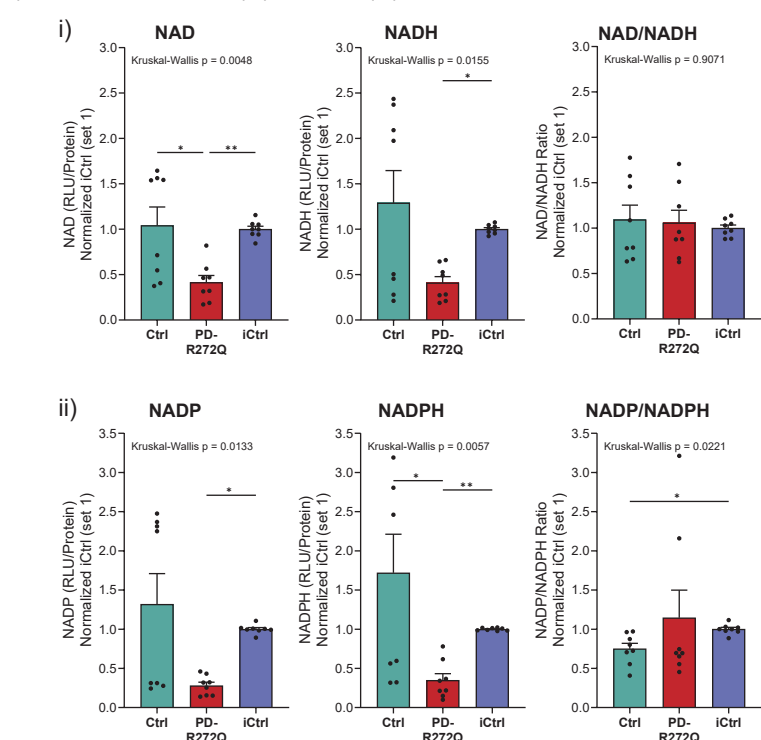 i)
NAD
Kruskal-Wallis p = 0.0048
NAD (RLU/Protein)
Normalized iCtrl (set 1)
3.0
2.5
2.0
1.5
1.0
0.5
0.0
*
**
Ctrl
PD-
R272Q
iCtrl
NADH
Kruskal-Wallis p = 0.0155
NADH (RLU/Protein)
Normalized iCtrl (set 1)
3.0
2.5
2.0
1.5
1.0
0.5
0.0
*
Ctrl
PD-
R272Q
iCtrl
NAD/NADH
Kruskal-Wallis p = 0.9071
NAD/NADH Ratio
Normalized iCtrl (set 1)
3.0
2.5
2.0
1.5
1.0
0.5
0.0
Ctrl
PD-
R272Q
iCtrl
ii)
NADP
Kruskal-Wallis p = 0.0133
NADP (RLU/Protein)
Normalized iCtrl (set 1)
3.5
3.0
2.5
2.0
1.5
1.0
0.5
0.0
*
Ctrl
PD-
R272Q
iCtrl
NADPH
Kruskal-Wallis p = 0.0057
NADPH (RLU/Protein)
Normalized iCtrl (set 1)
3.5
3.0
2.5
2.0
1.5
1.0
0.5
0.0
*
**
Ctrl
PD-
R272Q
iCtrl
NADP/NADPH
Kruskal-Wallis p = 0.0221
NADP/NADPH Ratio
Normalized iCtrl (set 1)
3.5
3.0
2.5
2.0
1.5
1.0
0.5
0.0
*
Ctrl
PD-
R272Q
iCtrl